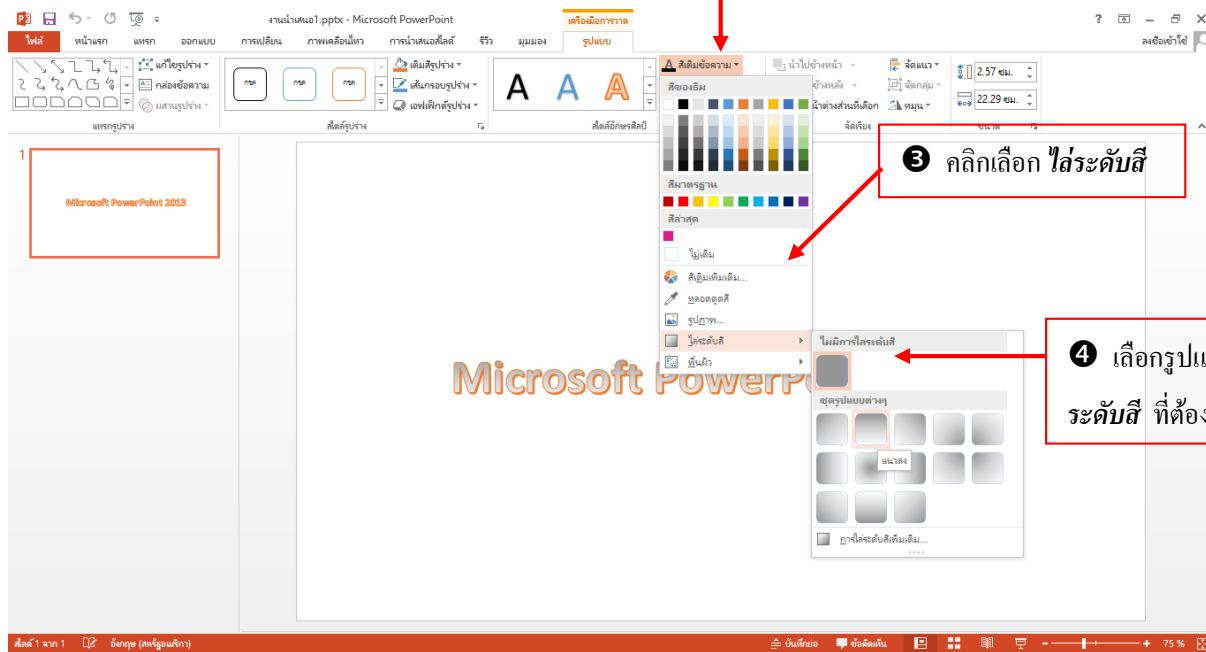 งานนำเสนอ1.pptx - Microsoft PowerPoint
เครื่องมือการวาด
ไฟล์ หน้าแรก แทรก ออกแบบ การเปลี่ยน ภาพเคลื่อนไหว การนำเสนอสไลด์ รีวิว มุมมอง รูปแบบ
ลงชื่อเข้าใช้
แก้ไขรูปร่าง
กล่องข้อความ
ผสานรูปร่าง
แทรกรูปร่าง
กรด กรด กรด
เติมสีรูปร่าง
เส้นกรอบรูปร่าง
เอฟเฟ็กต์รูปร่าง
สไตล์รูปร่าง
A A A
สไตล์อักษรศิลป์
A สีเติมข้อความ
นำไปข้างหน้า
ข้างหลัง
จัดแนว
จัดกลุ่ม
หมุน
จัดเรียง
2.57 ซม.
22.29 ซม.
ขนาด
สีของธีม
สีมาตรฐาน
สีล่าสุด
ไม่เติม
สีเติมเพิ่มเติม...
หลอดดูดสี
รูปภาพ...
ไล่ระดับสี
พื้นผิว
ไม่มีการไล่ระดับสี
ชุดรูปแบบต่างๆ
แนวลง
การไล่ระดับสีเพิ่มเติม...
❸ คลิกเลือก ไล่ระดับสี
❹ เลือกรูปแ
ระดับสี ที่ต้อง
1
Microsoft PowerPoint 2013
Microsoft PowerP
สไลด์ 1 จาก 1 อังกฤษ (สหรัฐอเมริกา)
บันทึกย่อ ข้อคิดเห็น 75 %